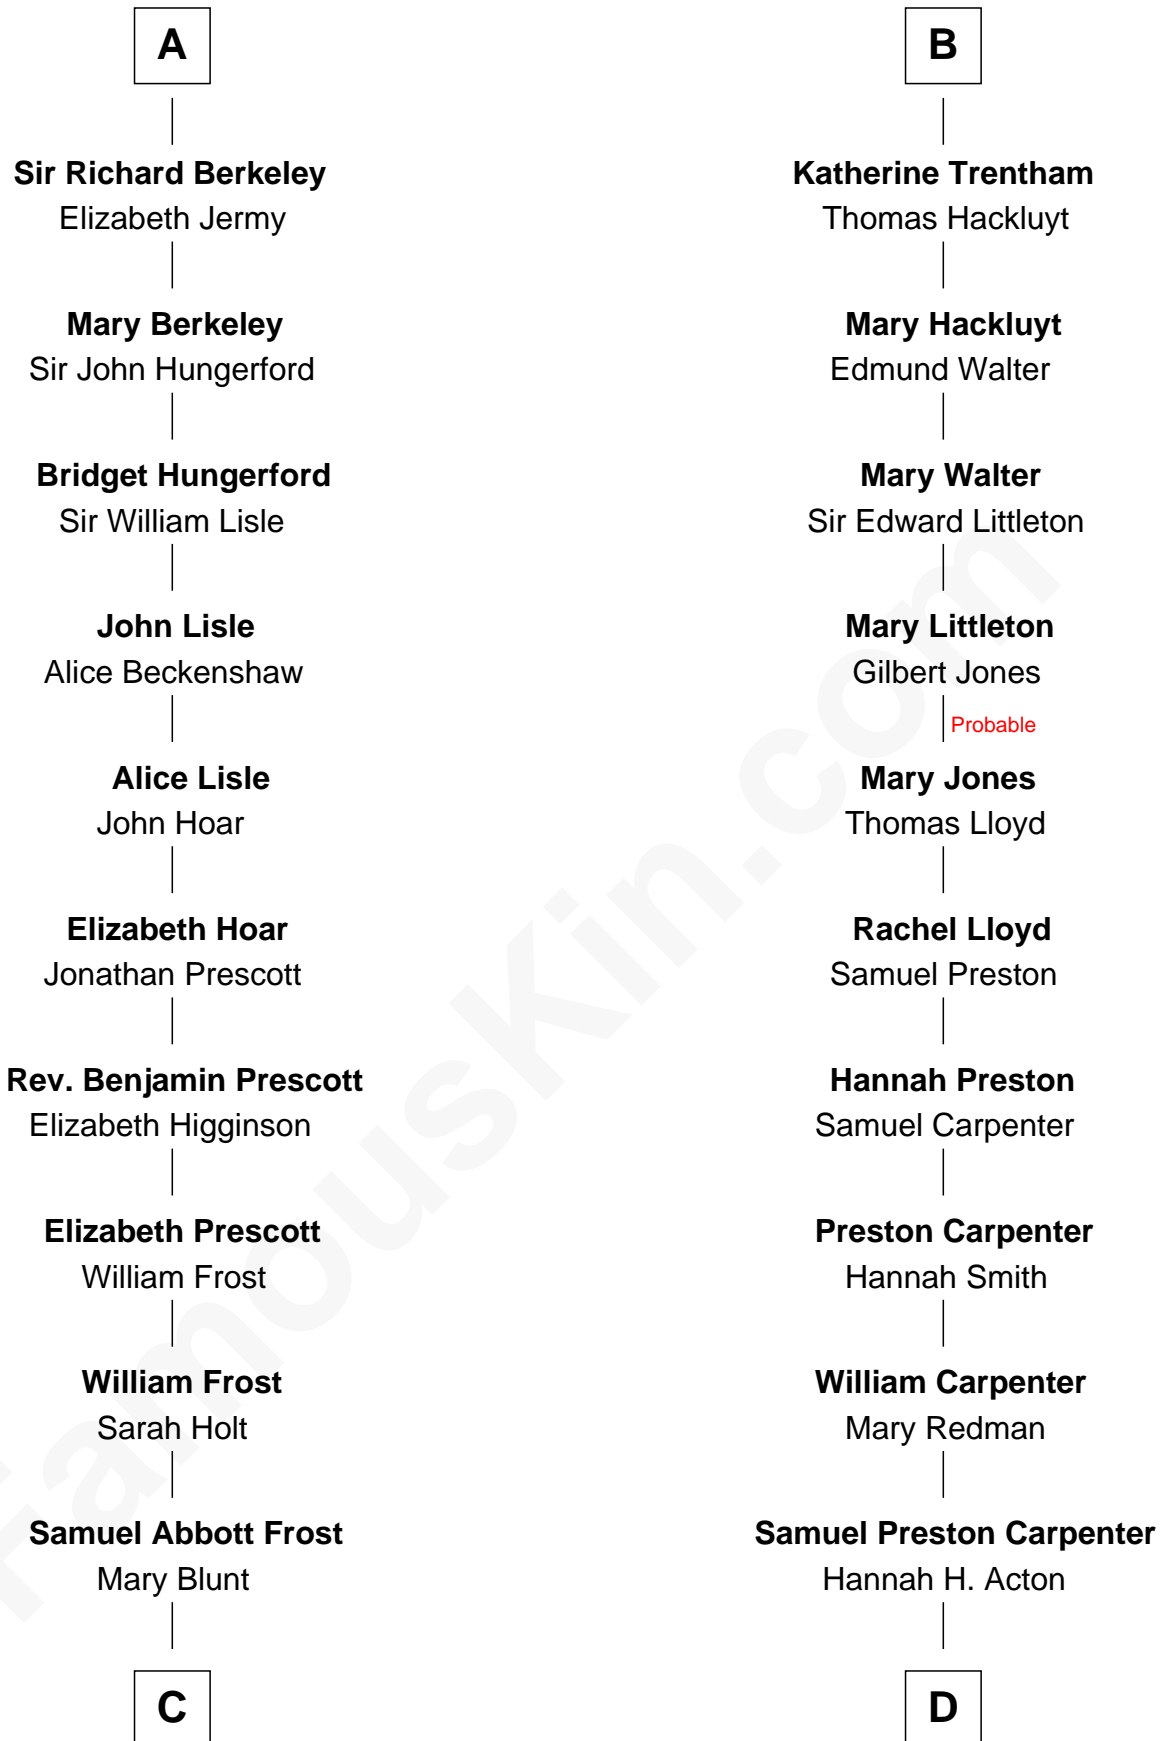 A
Sir Richard Berkeley
Elizabeth Jermy
Mary Berkeley
Sir John Hungerford
Bridget Hungerford
Sir William Lisle
John Lisle
Alice Beckenshaw
Alice Lisle
John Hoar
Elizabeth Hoar
Jonathan Prescott
Rev. Benjamin Prescott
Elizabeth Higginson
Elizabeth Prescott
William Frost
William Frost
Sarah Holt
Samuel Abbott Frost
Mary Blunt
C
B
Katherine Trentham
Thomas Hackluyt
Mary Hackluyt
Edmund Walter
Mary Walter
Sir Edward Littleton
Mary Littleton
Gilbert Jones
Probable
Mary Jones
Thomas Lloyd
Rachel Lloyd
Samuel Preston
Hannah Preston
Samuel Carpenter
Preston Carpenter
Hannah Smith
William Carpenter
Mary Redman
Samuel Preston Carpenter
Hannah H. Acton
D
FamousKin.com